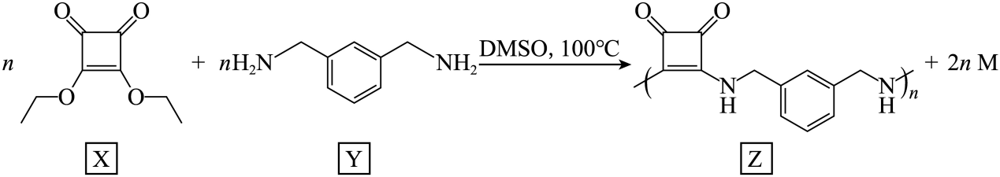 O O O O
n + nH₂N NH₂ DMSO, 100℃ ( N H N H )ₙ + 2n M
O O
X Y Z